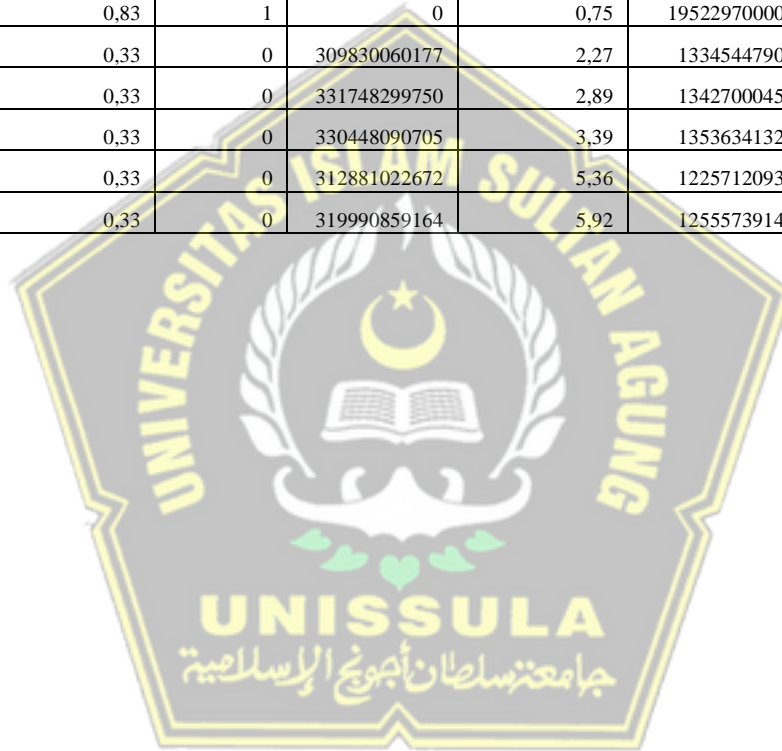 0,83 1 0 0,75 19522970000
0,33 0 309830060177 2,27 1334544790
0,33 0 331748299750 2,89 1342700045
0,33 0 330448090705 3,39 1353634132
0,33 0 312881022672 5,36 1225712093
0,33 0 319990859164 5,92 1255573914
UNIVERSITAS ISLAM SULTAN AGUNG
UNISSULA
جامعة سلطان أجونج الإسلامية